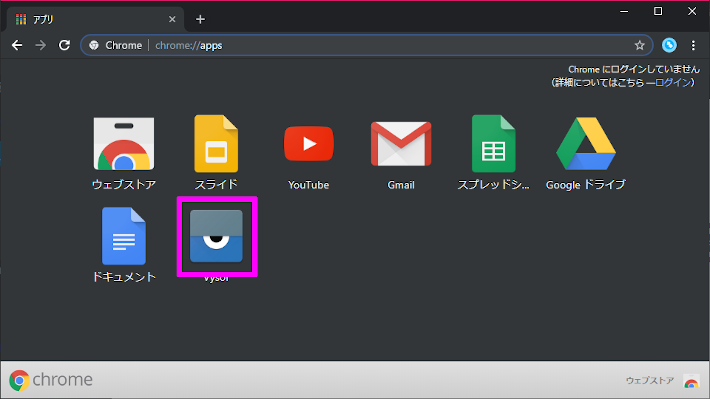 アプリ
Chrome | chrome://apps
Chrome にログインしていません
(詳細についてはこちら —ログイン)
ウェブストア スライド YouTube Gmail スプレッドシ... Google ドライブ
ドキュメント Vysor
chrome ウェブストア